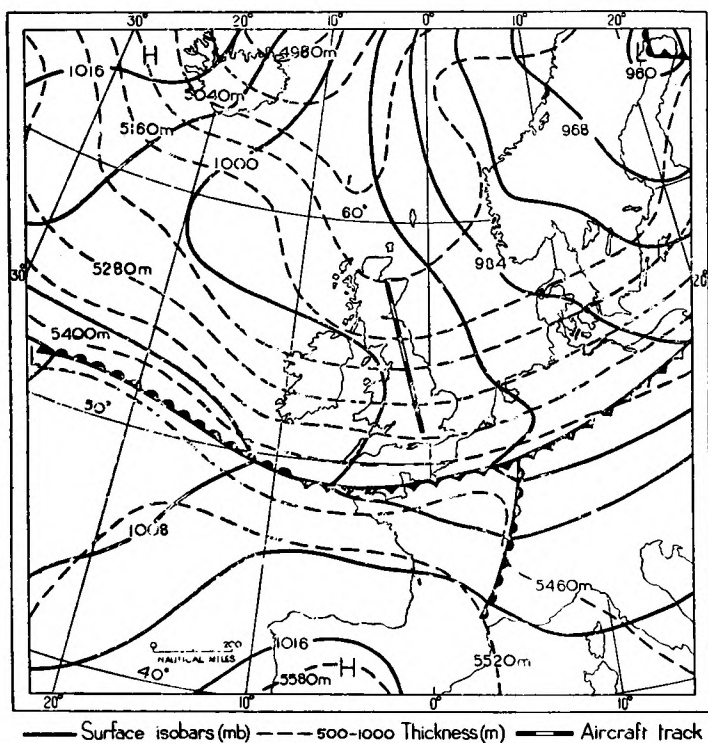 30° 20° 10° 0° 10° 20°
H 4980m L
1016 960
5040m
5160m 968
1000
60°
5280m 984
30° 20°
5400m
L
50°
1008
5460m
0 200
NAUTICAL MILES 1016
40° H 5520m
5580m
20° 10° 0° 10°
Surface isobars (mb) 500-1000 Thickness (m) Aircraft track